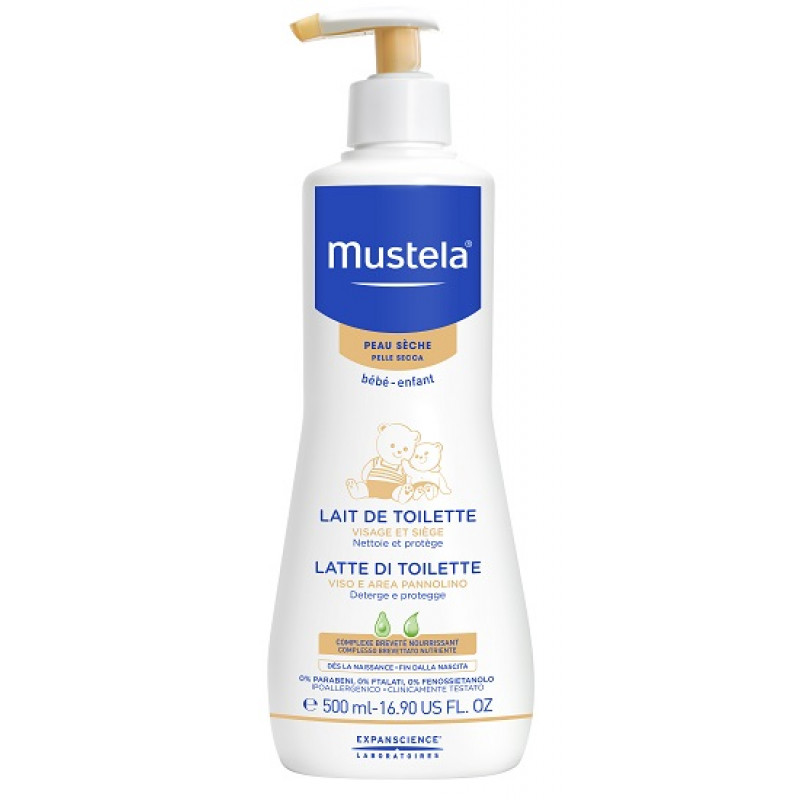 mustela®
PEAU SÈCHE
PELLE SECCA
bébé-enfant
LAIT DE TOILETTE
VISAGE ET SIÈGE
Nettoie et protège
LATTE DI TOILETTE
VISO E AREA PANNOLINO
Deterge e protegge
COMPLEXE BREVETÉ NOURRISSANT
COMPLESSO BREVETTATO NUTRIENTE
DÈS LA NAISSANCE - FIN DALLA NASCITA
0% PARABENI, 0% FTALATI, 0% FENOSSIETANOLO
IPOALLERGENICO - CLINICAMENTE TESTATO
℮ 500 ml-16.90 US FL. OZ
EXPANSCIENCE®
LABORATOIRES